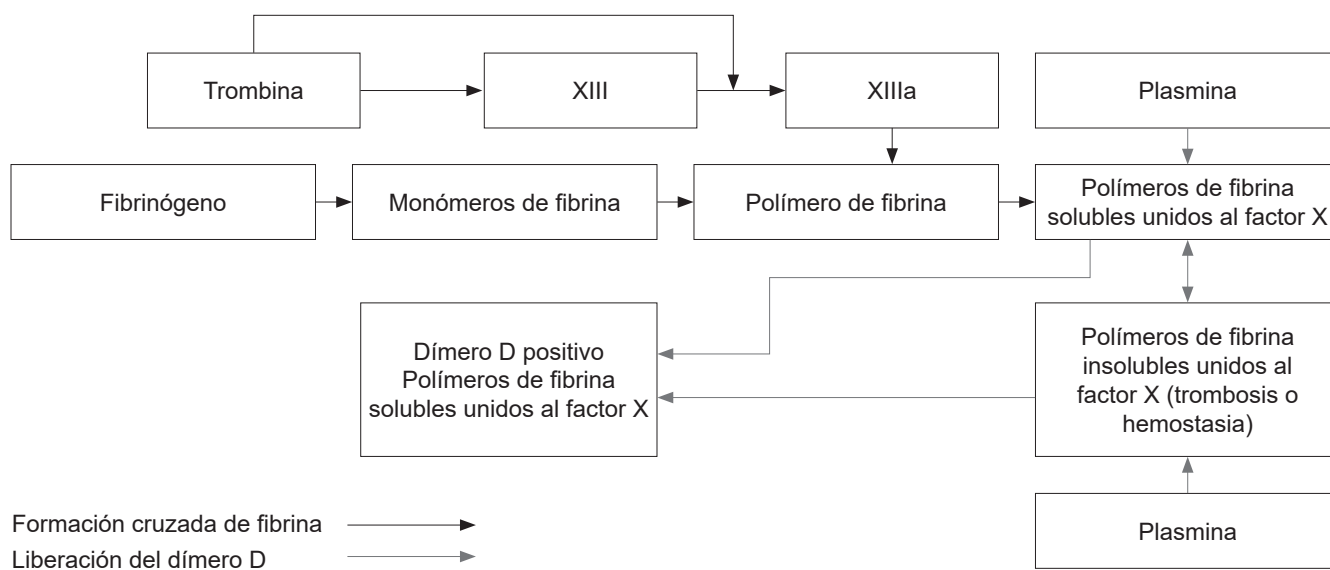 Trombina
XIII
XIIIa
Plasmina
Fibrinógeno
Monómeros de fibrina
Polímero de fibrina
Polímeros de fibrina
solubles unidos al factor X
Dímero D positivo
Polímeros de fibrina
solubles unidos al factor X
Polímeros de fibrina
insolubles unidos al
factor X (trombosis o
hemostasia)
Plasmina
Formación cruzada de fibrina
Liberación del dímero D